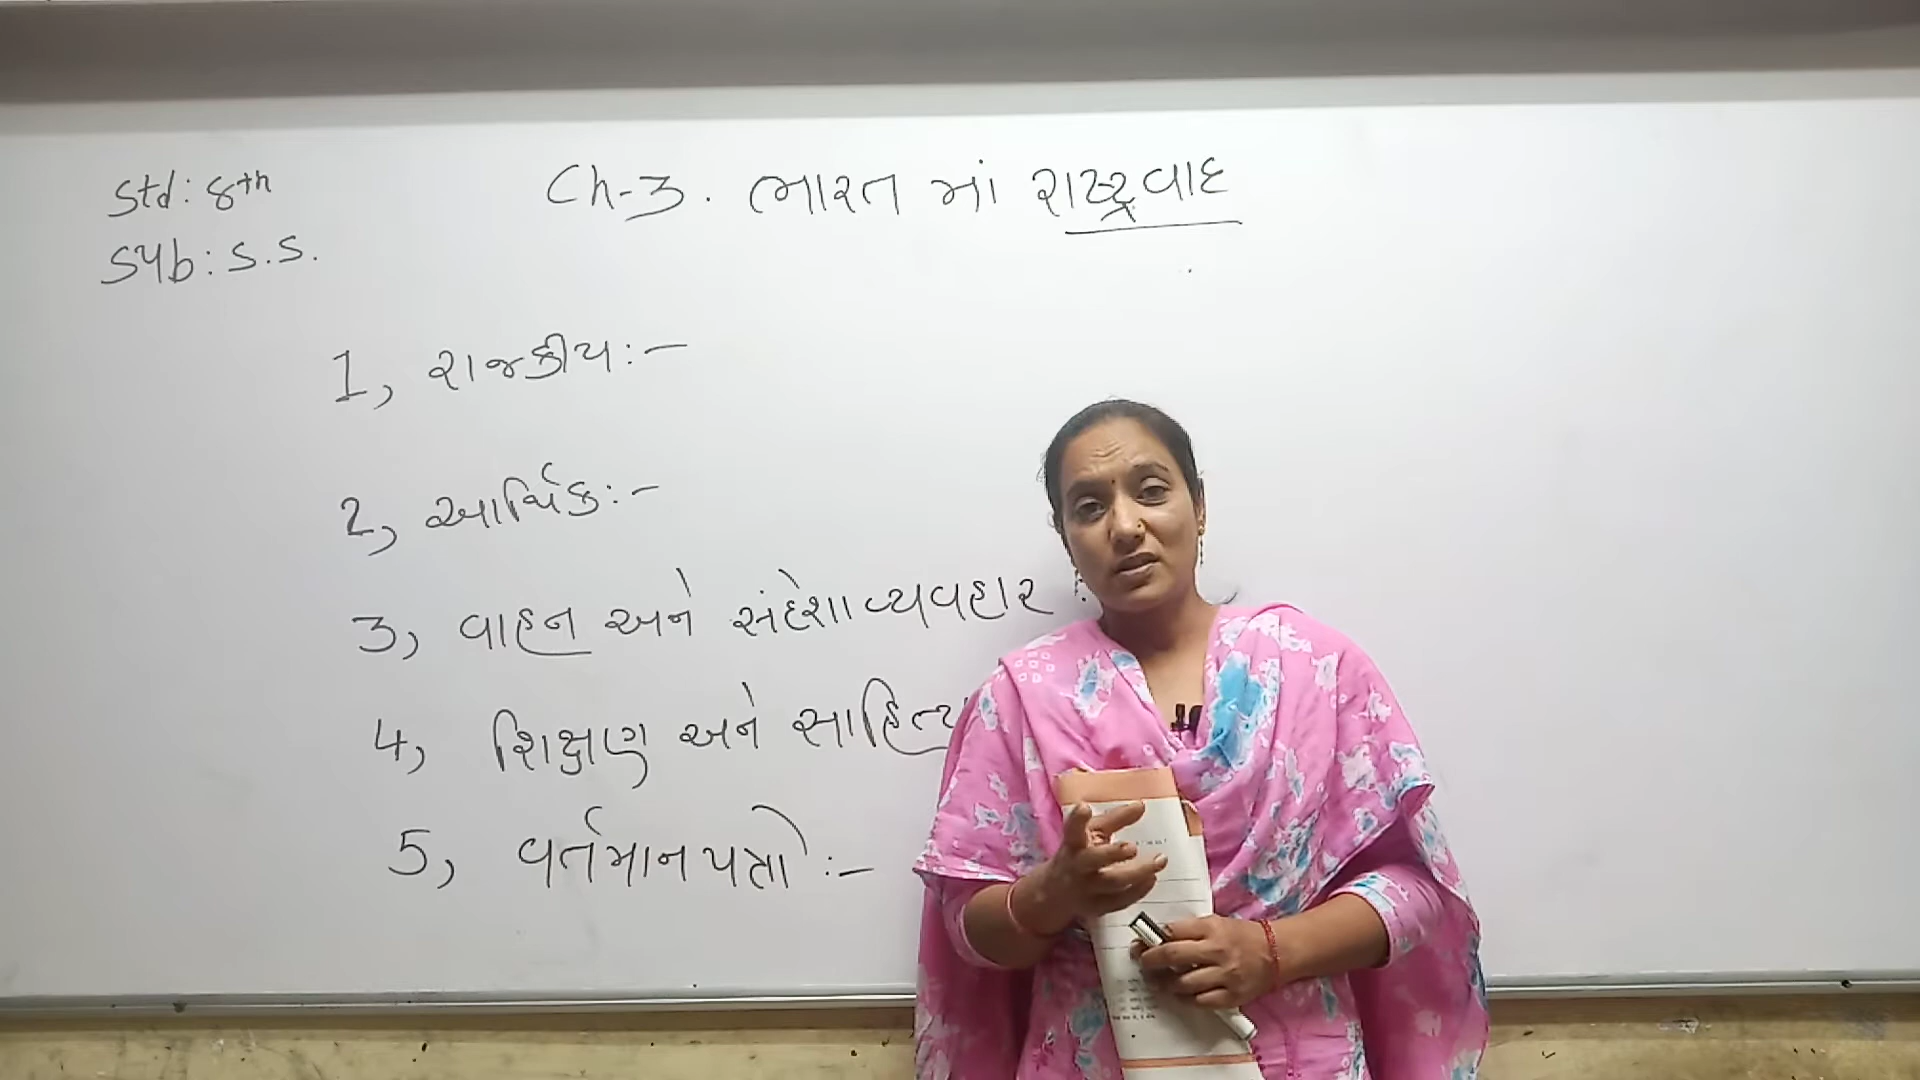 Std: 8th
Sub: S.S.
Ch-3. ભારત માં રાષ્ટ્રવાદ
1, રાજકીય:-
2, આર્થિક:-
3, વાહન અને સંદેશાવ્યવહાર :
4, શિક્ષણ અને સાહિત્ય
5, વર્તમાનપત્રો :-